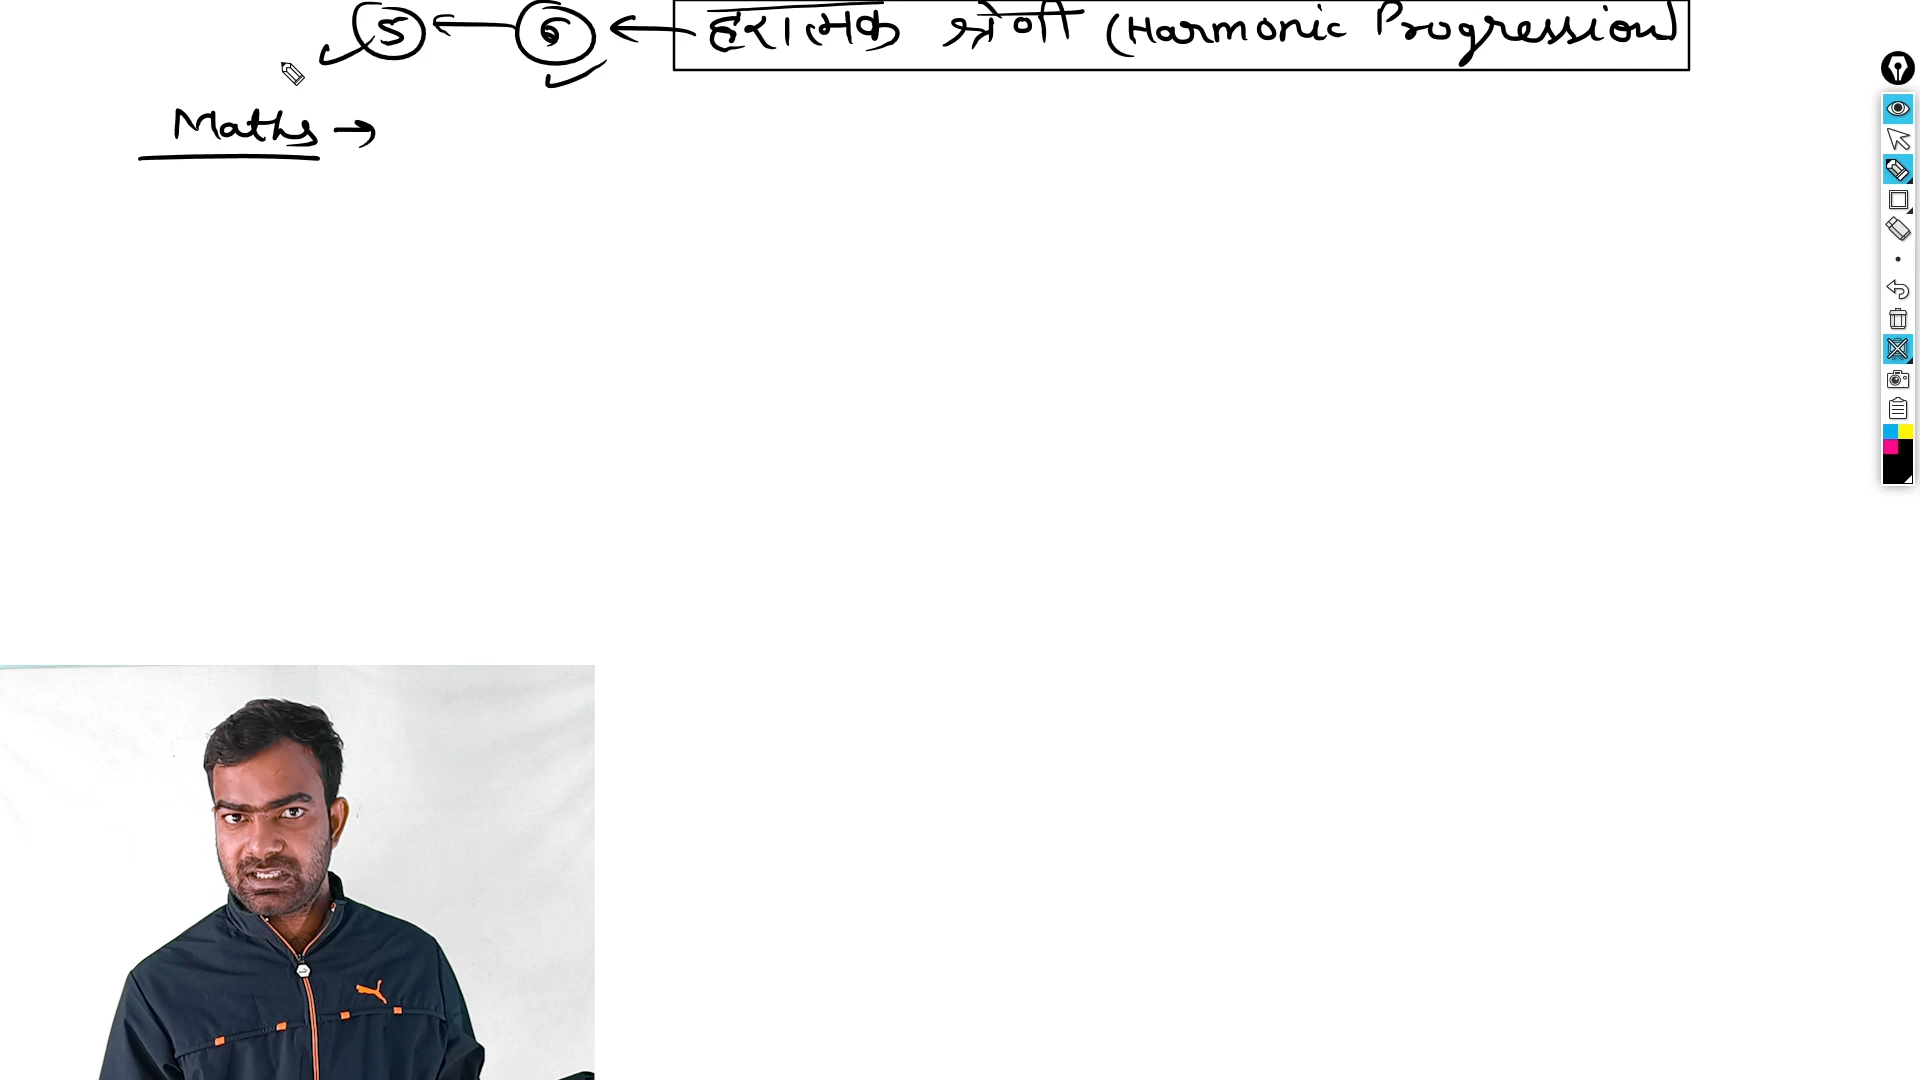 5 ← 6 ← हरात्मक श्रेणी (Harmonic Progression)
Maths →